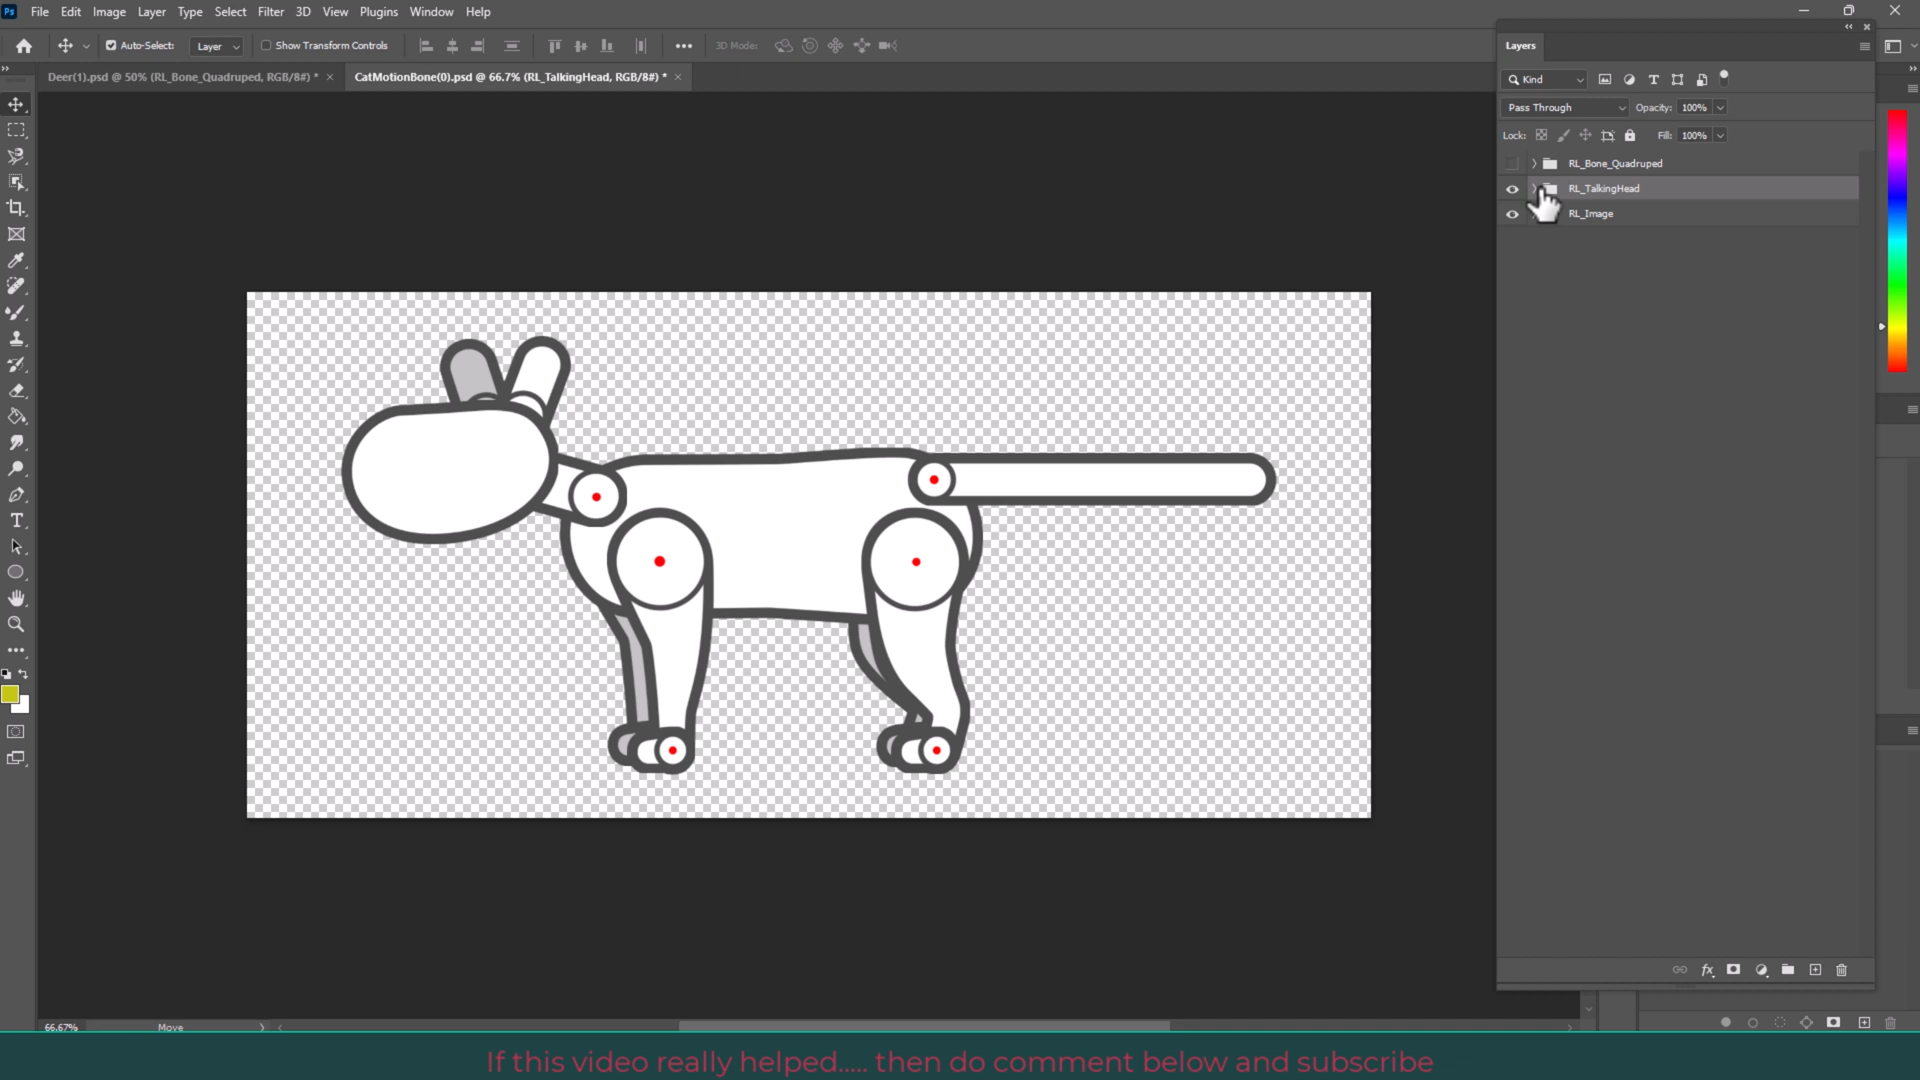 Ps File Edit Image Layer Type Select Filter 3D View Plugins Window Help
Auto-Select: Layer Show Transform Controls 3D Mode:
Deer(1).psd @ 50% (RL_Bone_Quadruped, RGB/8#) * × CatMotionBone(0).psd @ 66.7% (RL_TalkingHead, RGB/8#) * ×
Layers
Kind
Pass Through Opacity: 100%
Lock: Fill: 100%
RL_Bone_Quadruped
RL_TalkingHead
RL_Image
66.67% Move
If this video really helped..... then do comment below and subscribe